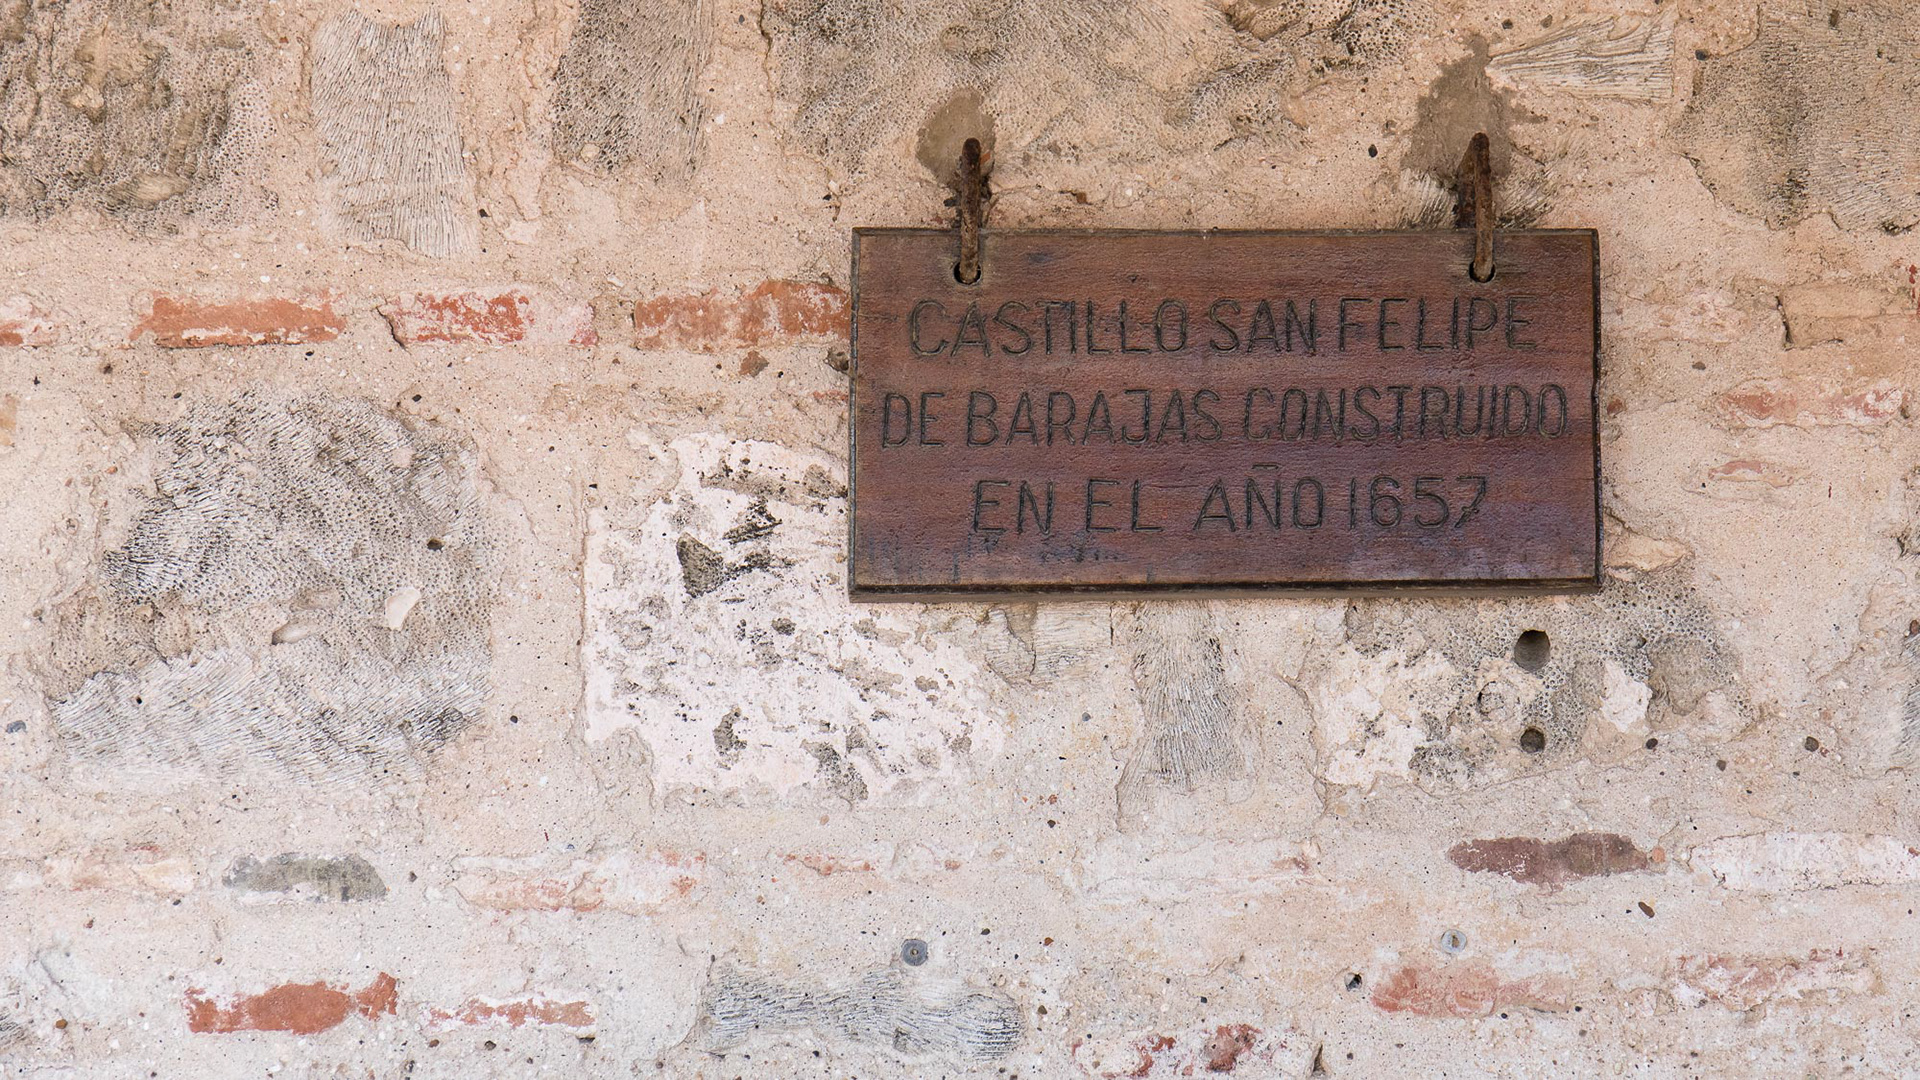 CASTILLO SAN FELIPE
DE BARAJAS CONSTRUIDO
EN EL AÑO 1657